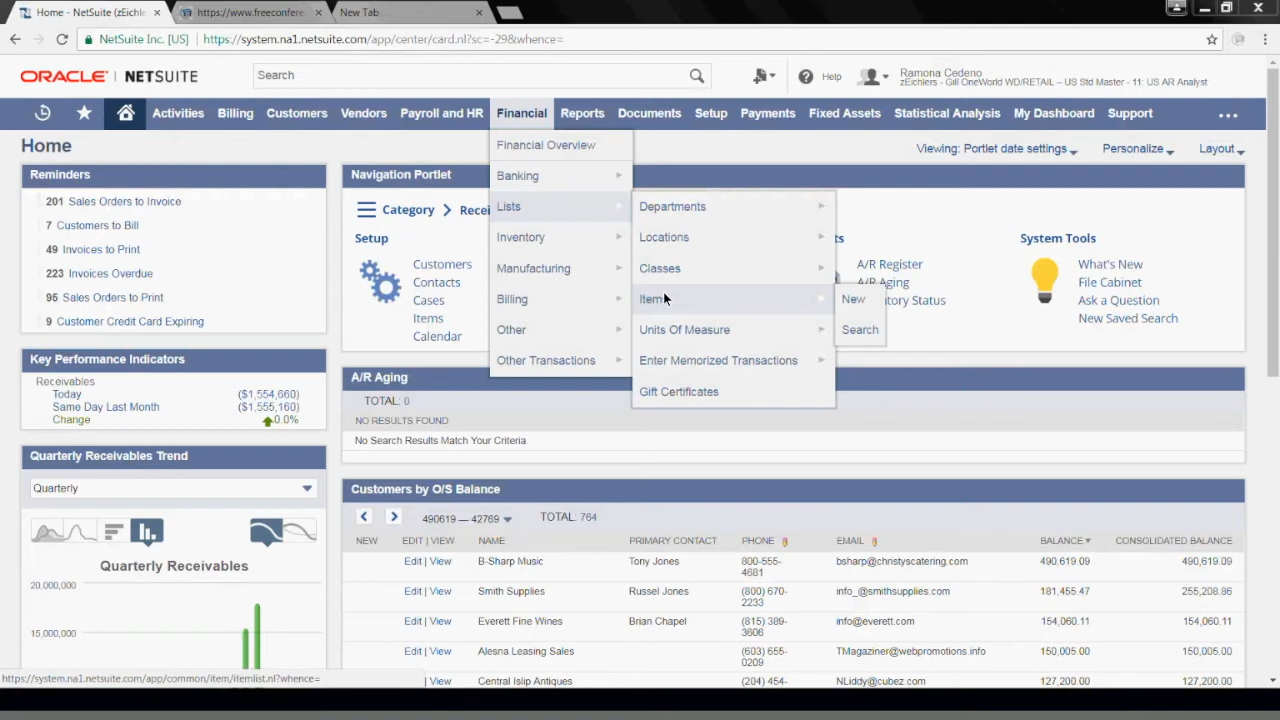 Home - NetSuite (zEichle
https://www.freeconfere
New Tab
NetSuite Inc. [US]
https://system.na1.netsuite.com/app/center/card.nl?sc=-29&whence=
ORACLE | NETSUITE
Search
Help
Ramona Cedeno
zEichlers - Gill OneWorld WD/RETAIL -- US Std Master - 11: US AR Analyst
Activities
Billing
Customers
Vendors
Payroll and HR
Financial
Reports
Documents
Setup
Payments
Fixed Assets
Statistical Analysis
My Dashboard
Support
Home
Viewing: Portlet date settings
Personalize
Layout
Financial Overview
Banking
Lists
Inventory
Manufacturing
Billing
Other
Other Transactions
Departments
Locations
Classes
Item
Units Of Measure
Enter Memorized Transactions
Gift Certificates
New
Search
Reminders
201 Sales Orders to Invoice
7 Customers to Bill
49 Invoices to Print
223 Invoices Overdue
95 Sales Orders to Print
9 Customer Credit Card Expiring
Navigation Portlet
Category
Recei
Setup
Customers
Contacts
Cases
Items
Calendar
ts
A/R Register
A/R Aging
tory Status
System Tools
What's New
File Cabinet
Ask a Question
New Saved Search
Key Performance Indicators
Receivables
Today ($1,554,660)
Same Day Last Month ($1,555,160)
Change 0.0%
A/R Aging
TOTAL: 0
NO RESULTS FOUND
No Search Results Match Your Criteria.
Quarterly Receivables Trend
Quarterly
Quarterly Receivables
20,000,000
15,000,000
Customers by O/S Balance
490619 — 42769
TOTAL: 764
NEW EDIT | VIEW NAME PRIMARY CONTACT PHONE EMAIL BALANCE CONSOLIDATED BALANCE
Edit | View B-Sharp Music Tony Jones 800-555-4681 bsharp@christyscatering.com 490,619.09 490,619.09
Edit | View Smith Supplies Russel Jones (800) 670-2233 info_@smithsupplies.com 181,455.47 255,208.86
Edit | View Everett Fine Wines Brian Chapel (815) 389-3606 info@everett.com 154,060.11 154,060.11
Edit | View Alesna Leasing Sales (603) 655-0209 TMagaziner@webpromotions.info 150,005.00 150,005.00
Edit | View Central Islip Antiques (204) 454- NLiddy@cubez.com 127,200.00 127,200.00
https://system.na1.netsuite.com/app/common/item/itemlist.nl?whence=